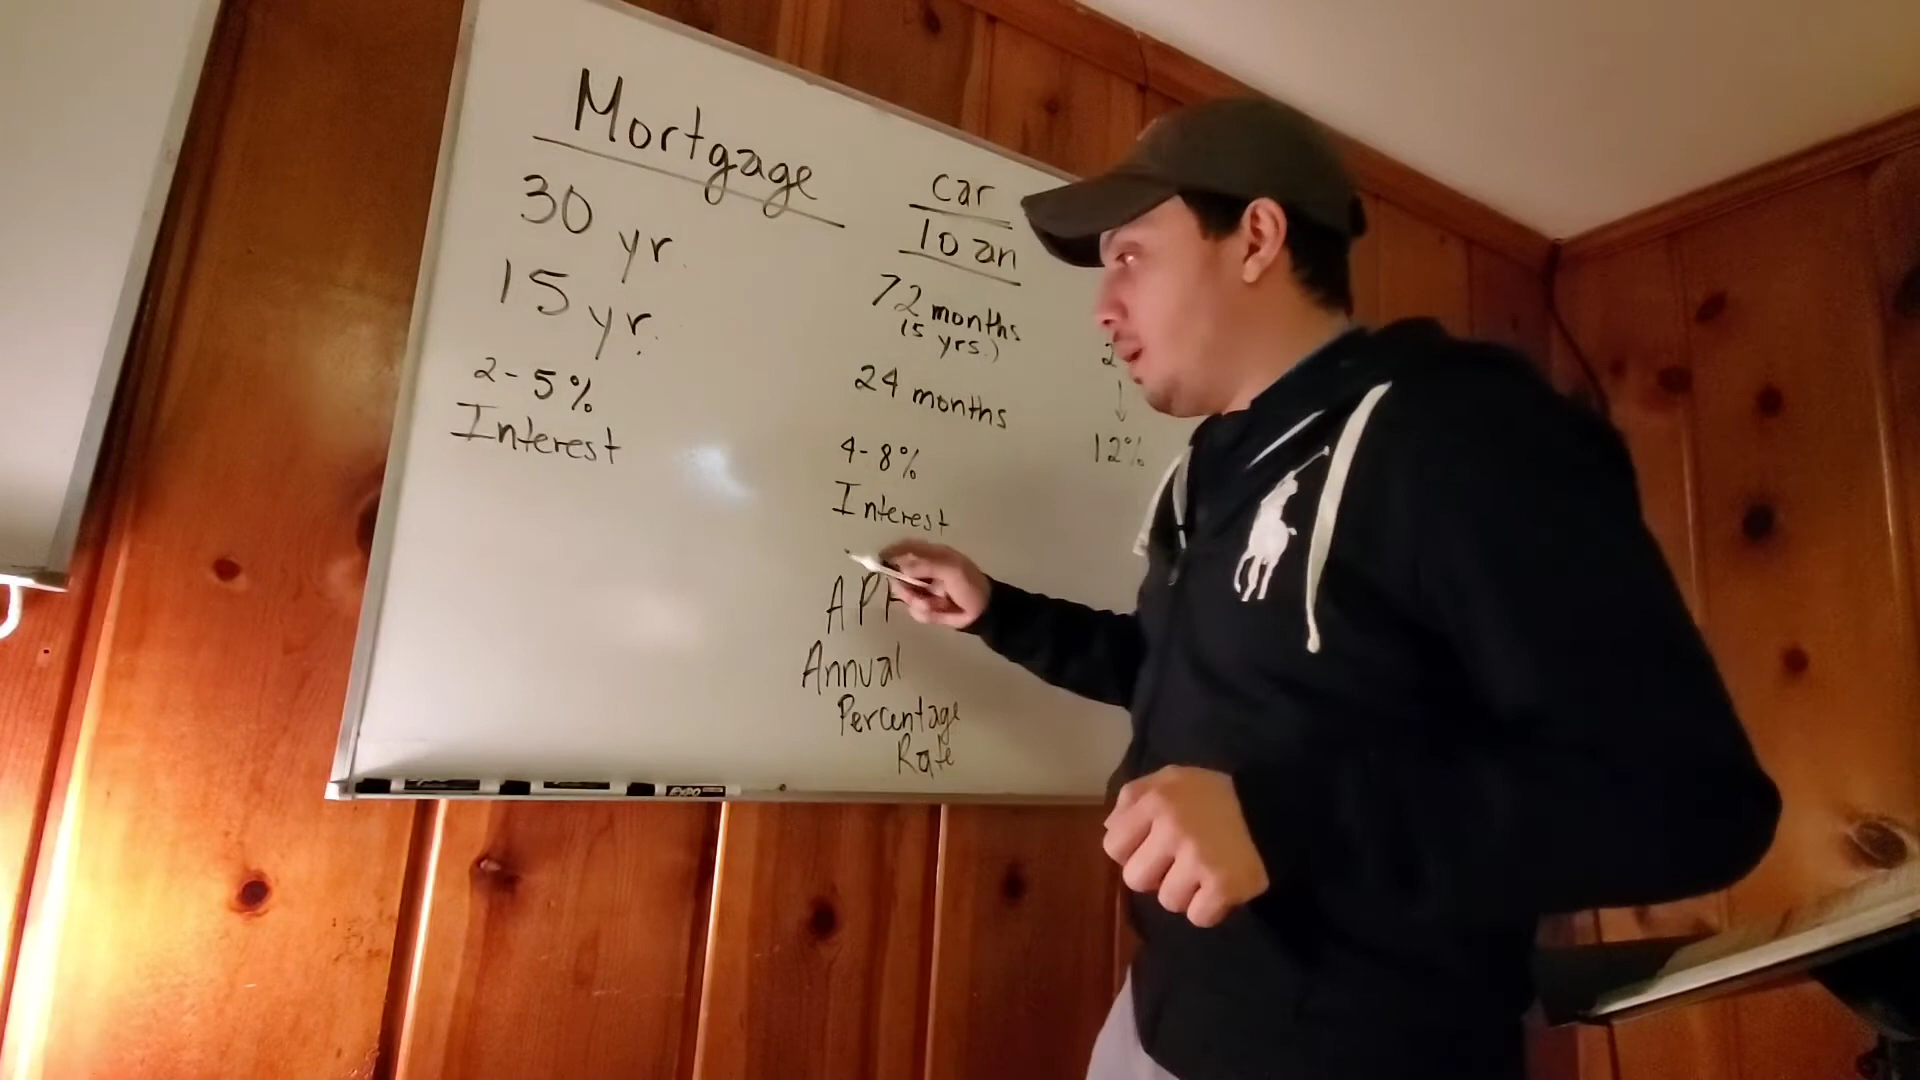 Mortgage
30 yr.
15 yr.
2-5%
Interest
car
loan
72 months
(5 yrs.)
24 months
4-8%
Interest
Annual
Percentage
Rate
12%
EXPO